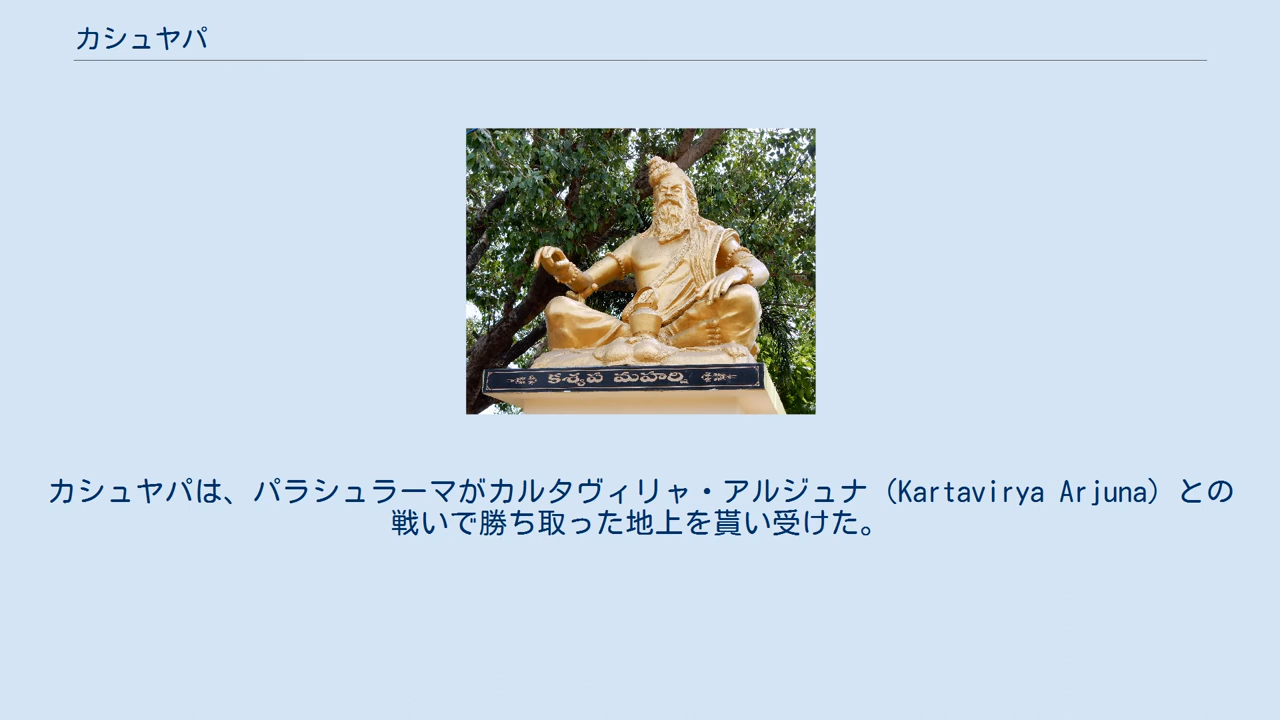 カシュヤパ
కశ్యప మహర్షి
カシュヤパは、パラシュラーマがカルタヴィリャ・アルジュナ（Kartavirya Arjuna）との
戦いで勝ち取った地上を貰い受けた。